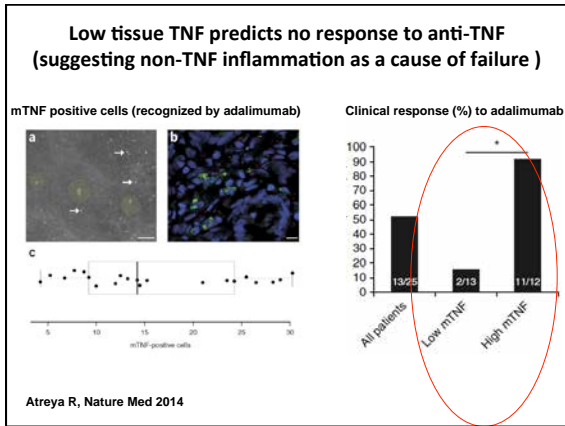 Low tissue TNF predicts no response to anti-TNF
(suggesting non-TNF inflammation as a cause of failure )
mTNF positive cells (recognized by adalimumab)
a
b
c
5
10
15
20
25
30
mTNF-positive cells
Clinical response (%) to adalimumab
*
100
90
80
70
60
50
40
30
20
10
0
13/25
2/13
11/12
All patients
Low mTNF
High mTNF
Atreya R, Nature Med 2014